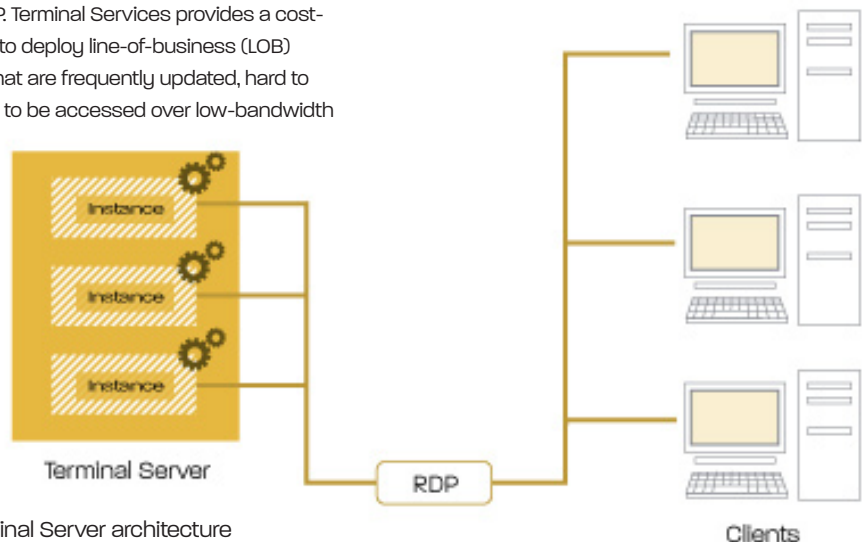 P. Terminal Services provides a cost-
to deploy line-of-business (LOB)
hat are frequently updated, hard to
to be accessed over low-bandwidth
Instance
Instance
Instance
Terminal Server
RDP
Clients
inal Server architecture